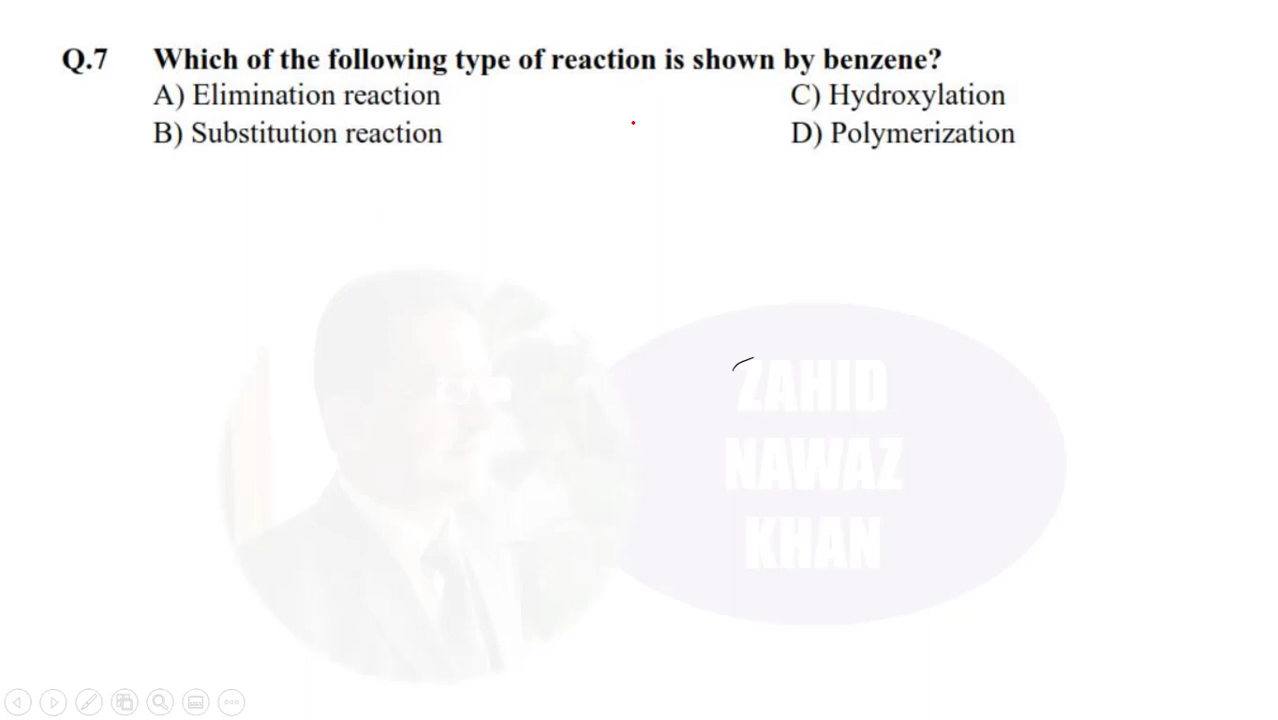 Q.7 Which of the following type of reaction is shown by benzene?
A) Elimination reaction C) Hydroxylation
B) Substitution reaction D) Polymerization
ZAHID
NAWAZ
KHAN